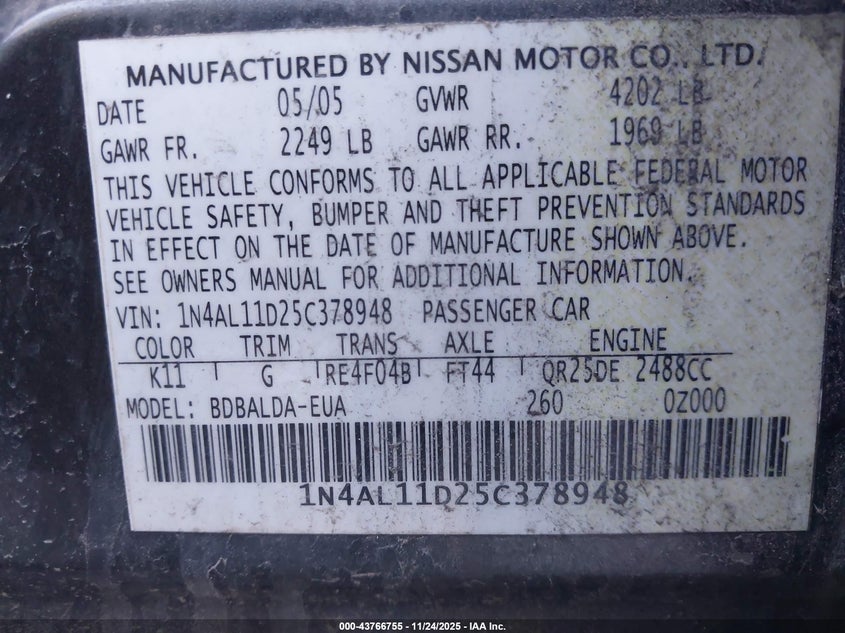 MANUFACTURED BY NISSAN MOTOR CO., LTD.
DATE 05/05 GVWR 4202 LB
GAWR FR. 2249 LB GAWR RR. 1969 LB
THIS VEHICLE CONFORMS TO ALL APPLICABLE FEDERAL MOTOR
VEHICLE SAFETY, BUMPER AND THEFT PREVENTION STANDARDS
IN EFFECT ON THE DATE OF MANUFACTURE SHOWN ABOVE.
SEE OWNERS MANUAL FOR ADDITIONAL INFORMATION.
VIN: 1N4AL11D25C378948 PASSENGER CAR
COLOR TRIM TRANS AXLE ENGINE
K11 G RE4F04B FT44 QR25DE 2488CC
MODEL: BDBALDA-EUA 260 0Z000
1N4AL11D25C378948
000-43766755 - 11/24/2025 - IAA Inc.